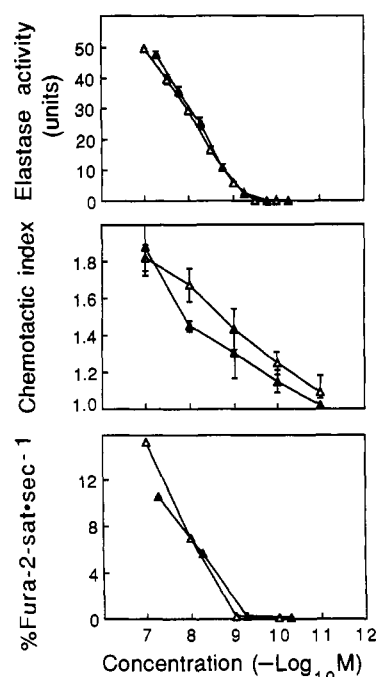 Elastase activity
(units)
50
40
30
20
10
0
Chemotactic index
1.8
1.6
1.4
1.2
1.0
%Fura-2-sat•sec-1
12
8
4
0
7 8 9 10 11 12
Concentration (-Log10M)